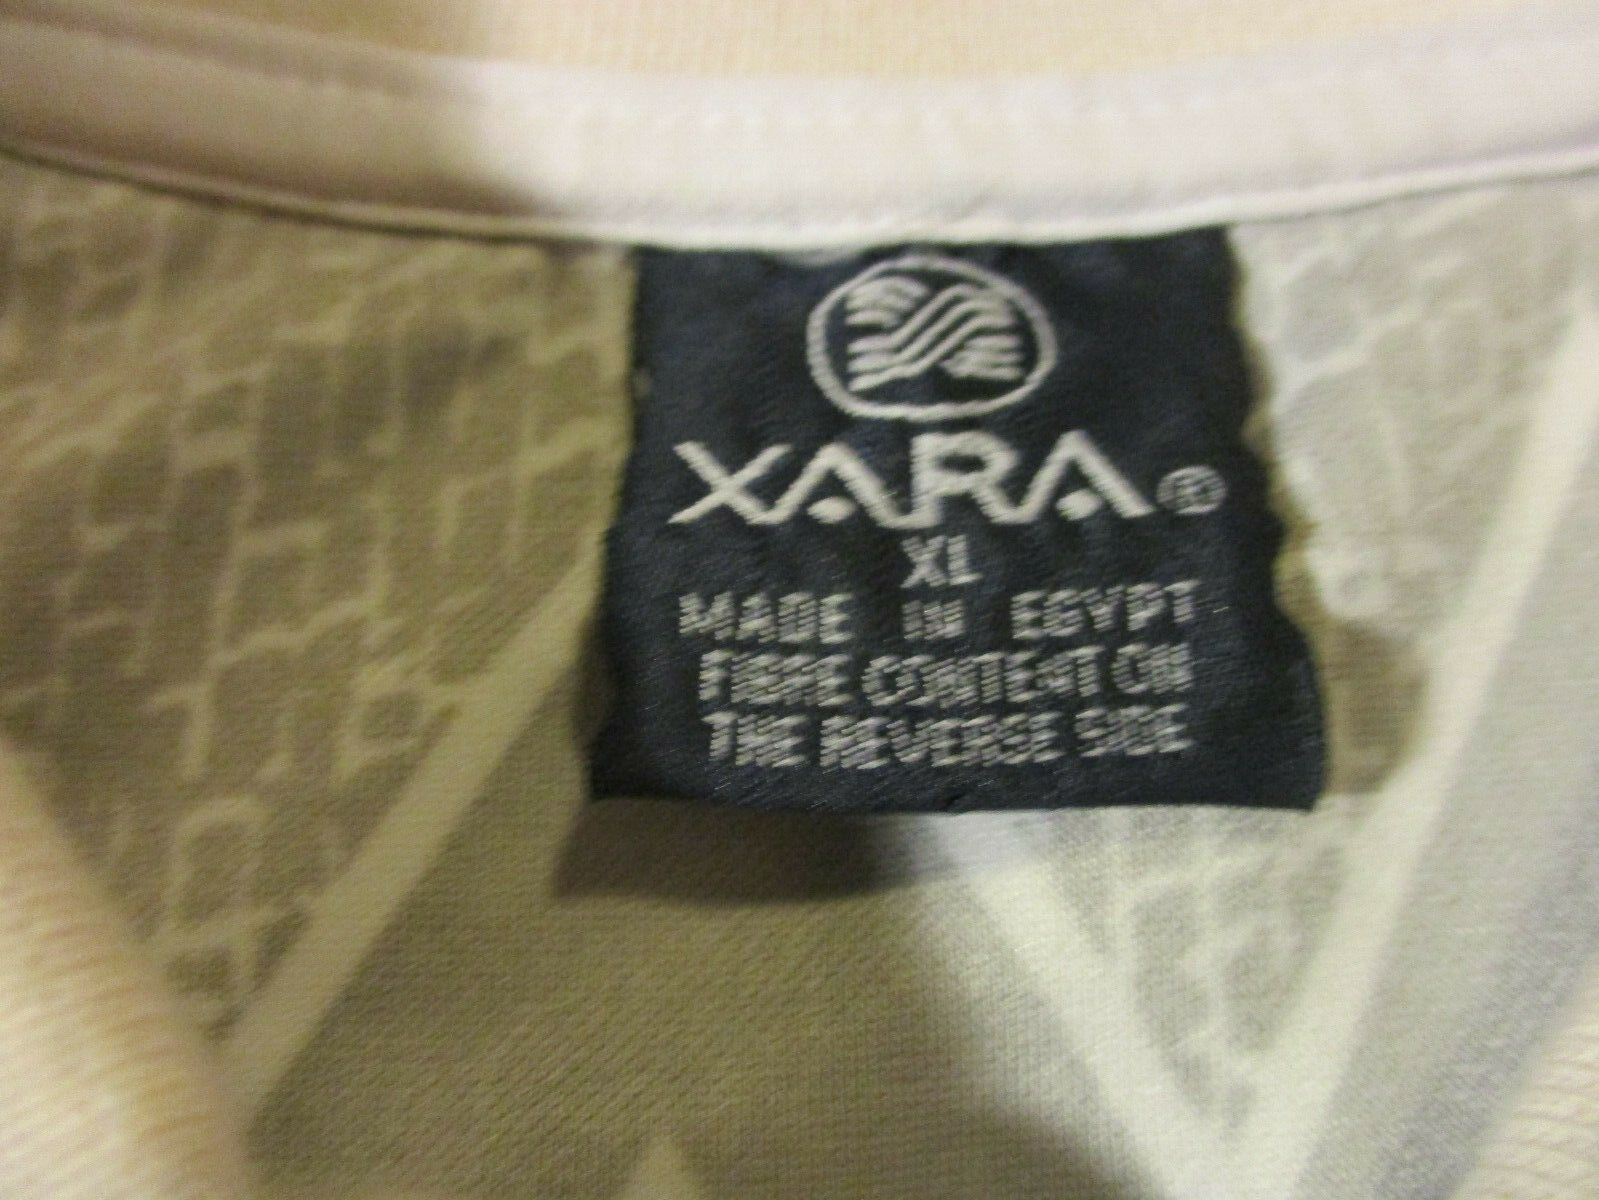 XARA®
XL
MADE IN EGYPT
FIBRE CONTENT ON
THE REVERSE SIDE